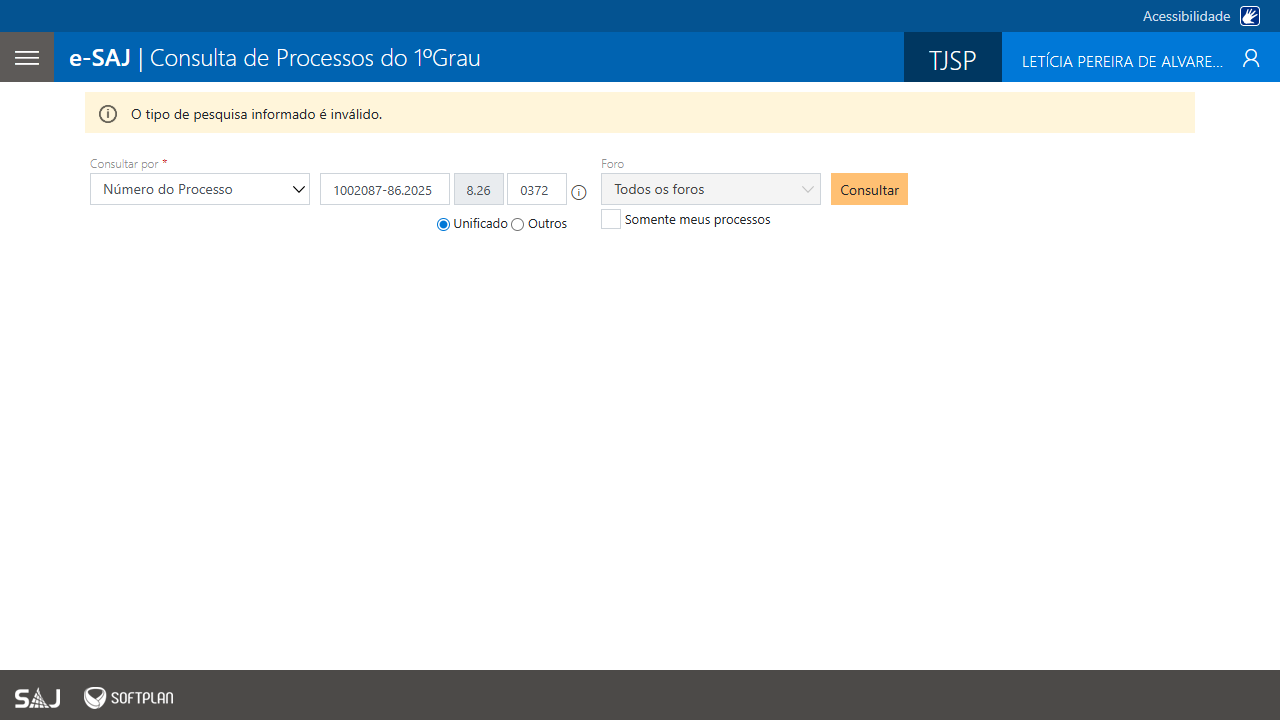 Acessibilidade
e-SAJ | Consulta de Processos do 1ºGrau
TJSP
LETÍCIA PEREIRA DE ALVARE...
O tipo de pesquisa informado é inválido.
Consultar por *
Foro
Número do Processo
1002087-86.2025
8.26
0372
Todos os foros
Consultar
Unificado
Outros
Somente meus processos
SAJ
SOFTPLAN